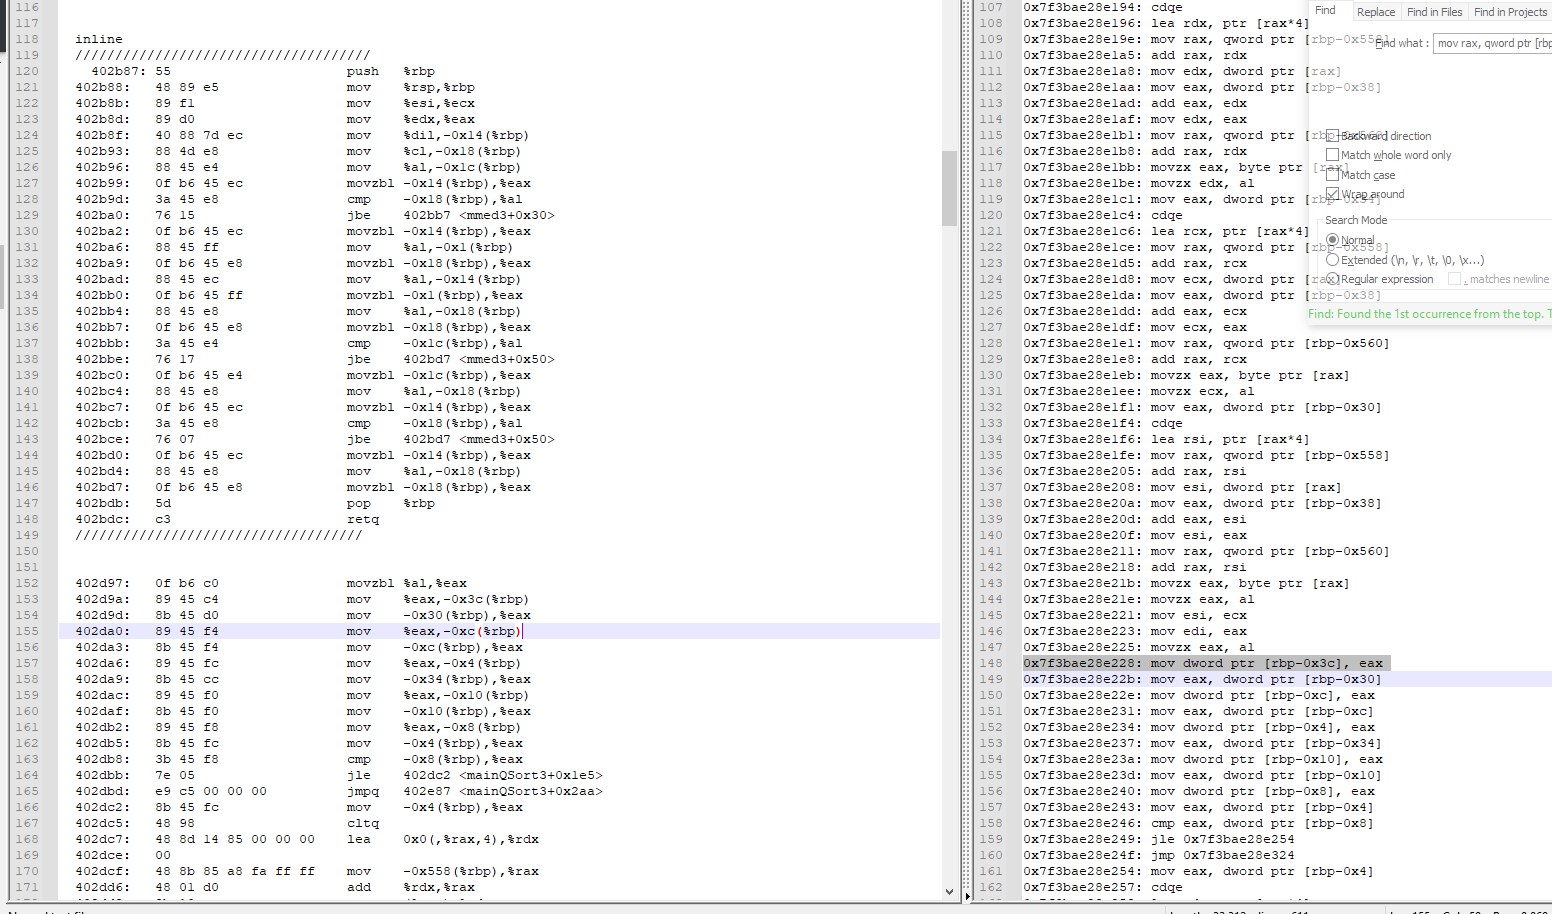 116
117
118 inline
119 /////////////////////////////////////
120 402b87: 55 push %rbp
121 402b88: 48 89 e5 mov %rsp,%rbp
122 402b8b: 89 f1 mov %esi,%ecx
123 402b8d: 89 d0 mov %edx,%eax
124 402b8f: 40 88 7d ec mov %dil,-0x14(%rbp)
125 402b93: 88 4d e8 mov %cl,-0x18(%rbp)
126 402b96: 88 45 e4 mov %al,-0x1c(%rbp)
127 402b99: 0f b6 45 ec movzbl -0x14(%rbp),%eax
128 402b9d: 3a 45 e8 cmp -0x18(%rbp),%al
129 402ba0: 76 15 jbe 402bb7 <mmed3+0x30>
130 402ba2: 0f b6 45 ec movzbl -0x14(%rbp),%eax
131 402ba6: 88 45 ff mov %al,-0x1(%rbp)
132 402ba9: 0f b6 45 e8 movzbl -0x18(%rbp),%eax
133 402bad: 88 45 ec mov %al,-0x14(%rbp)
134 402bb0: 0f b6 45 ff movzbl -0x1(%rbp),%eax
135 402bb4: 88 45 e8 mov %al,-0x18(%rbp)
136 402bb7: 0f b6 45 e8 movzbl -0x18(%rbp),%eax
137 402bbb: 3a 45 e4 cmp -0x1c(%rbp),%al
138 402bbe: 76 17 jbe 402bd7 <mmed3+0x50>
139 402bc0: 0f b6 45 e4 movzbl -0x1c(%rbp),%eax
140 402bc4: 88 45 e8 mov %al,-0x18(%rbp)
141 402bc7: 0f b6 45 ec movzbl -0x14(%rbp),%eax
142 402bcb: 3a 45 e8 cmp -0x18(%rbp),%al
143 402bce: 76 07 jbe 402bd7 <mmed3+0x50>
144 402bd0: 0f b6 45 ec movzbl -0x14(%rbp),%eax
145 402bd4: 88 45 e8 mov %al,-0x18(%rbp)
146 402bd7: 0f b6 45 e8 movzbl -0x18(%rbp),%eax
147 402bdb: 5d pop %rbp
148 402bdc: c3 retq
149 ////////////////////////////////////
150
151
152 402d97: 0f b6 c0 movzbl %al,%eax
153 402d9a: 89 45 c4 mov %eax,-0x3c(%rbp)
154 402d9d: 8b 45 d0 mov -0x30(%rbp),%eax
155 402da0: 89 45 f4 mov %eax,-0xc(%rbp)
156 402da3: 8b 45 f4 mov -0xc(%rbp),%eax
157 402da6: 89 45 fc mov %eax,-0x4(%rbp)
158 402da9: 8b 45 cc mov -0x34(%rbp),%eax
159 402dac: 89 45 f0 mov %eax,-0x10(%rbp)
160 402daf: 8b 45 f0 mov -0x10(%rbp),%eax
161 402db2: 89 45 f8 mov %eax,-0x8(%rbp)
162 402db5: 8b 45 fc mov -0x4(%rbp),%eax
163 402db8: 3b 45 f8 cmp -0x8(%rbp),%eax
164 402dbb: 7e 05 jle 402dc2 <mainQSort3+0x1e5>
165 402dbd: e9 c5 00 00 00 jmpq 402e87 <mainQSort3+0x2aa>
166 402dc2: 8b 45 fc mov -0x4(%rbp),%eax
167 402dc5: 48 98 cltq
168 402dc7: 48 8d 14 85 00 00 00 lea 0x0(,%rax,4),%rdx
169 402dce: 00
170 402dcf: 48 8b 85 a8 fa ff ff mov -0x558(%rbp),%rax
171 402dd6: 48 01 d0 add %rdx,%rax
107 0x7f3bae28e194: cdqe
108 0x7f3bae28e196: lea rdx, ptr [rax*4]
109 0x7f3bae28e19e: mov rax, qword ptr [rbp-0x558]
110 0x7f3bae28e1a5: add rax, rdx
111 0x7f3bae28e1a8: mov edx, dword ptr [rax]
112 0x7f3bae28e1aa: mov eax, dword ptr [rbp-0x38]
113 0x7f3bae28e1ad: add eax, edx
114 0x7f3bae28e1af: mov edx, eax
115 0x7f3bae28e1b1: mov rax, qword ptr [rbp-0x560]
116 0x7f3bae28e1b8: add rax, rdx
117 0x7f3bae28e1bb: movzx eax, byte ptr [rax]
118 0x7f3bae28e1be: movzx edx, al
119 0x7f3bae28e1c1: mov eax, dword ptr [rbp-0x34]
120 0x7f3bae28e1c4: cdqe
121 0x7f3bae28e1c6: lea rcx, ptr [rax*4]
122 0x7f3bae28e1ce: mov rax, qword ptr [rbp-0x558]
123 0x7f3bae28e1d5: add rax, rcx
124 0x7f3bae28e1d8: mov ecx, dword ptr [rax]
125 0x7f3bae28e1da: mov eax, dword ptr [rbp-0x38]
126 0x7f3bae28e1dd: add eax, ecx
127 0x7f3bae28e1df: mov ecx, eax
128 0x7f3bae28e1e1: mov rax, qword ptr [rbp-0x560]
129 0x7f3bae28e1e8: add rax, rcx
130 0x7f3bae28e1eb: movzx eax, byte ptr [rax]
131 0x7f3bae28e1ee: movzx ecx, al
132 0x7f3bae28e1f1: mov eax, dword ptr [rbp-0x30]
133 0x7f3bae28e1f4: cdqe
134 0x7f3bae28e1f6: lea rsi, ptr [rax*4]
135 0x7f3bae28e1fe: mov rax, qword ptr [rbp-0x558]
136 0x7f3bae28e205: add rax, rsi
137 0x7f3bae28e208: mov esi, dword ptr [rax]
138 0x7f3bae28e20a: mov eax, dword ptr [rbp-0x38]
139 0x7f3bae28e20d: add eax, esi
140 0x7f3bae28e20f: mov esi, eax
141 0x7f3bae28e211: mov rax, qword ptr [rbp-0x560]
142 0x7f3bae28e218: add rax, rsi
143 0x7f3bae28e21b: movzx eax, byte ptr [rax]
144 0x7f3bae28e21e: movzx eax, al
145 0x7f3bae28e221: mov esi, ecx
146 0x7f3bae28e223: mov edi, eax
147 0x7f3bae28e225: movzx eax, al
148 0x7f3bae28e228: mov dword ptr [rbp-0x3c], eax
149 0x7f3bae28e22b: mov eax, dword ptr [rbp-0x30]
150 0x7f3bae28e22e: mov dword ptr [rbp-0xc], eax
151 0x7f3bae28e231: mov eax, dword ptr [rbp-0xc]
152 0x7f3bae28e234: mov dword ptr [rbp-0x4], eax
153 0x7f3bae28e237: mov eax, dword ptr [rbp-0x34]
154 0x7f3bae28e23a: mov dword ptr [rbp-0x10], eax
155 0x7f3bae28e23d: mov eax, dword ptr [rbp-0x10]
156 0x7f3bae28e240: mov dword ptr [rbp-0x8], eax
157 0x7f3bae28e243: mov eax, dword ptr [rbp-0x4]
158 0x7f3bae28e246: cmp eax, dword ptr [rbp-0x8]
159 0x7f3bae28e249: jle 0x7f3bae28e254
160 0x7f3bae28e24f: jmp 0x7f3bae28e324
161 0x7f3bae28e254: mov eax, dword ptr [rbp-0x4]
162 0x7f3bae28e257: cdqe
Find Replace Find in Files Find in Projects
Find what : mov rax, qword ptr [rbp
Backward direction
Match whole word only
Match case
Wrap around
Search Mode
Normal
Extended (\n, \r, \t, \0, \x...)
Regular expression . matches newline
Find: Found the 1st occurrence from the top. T